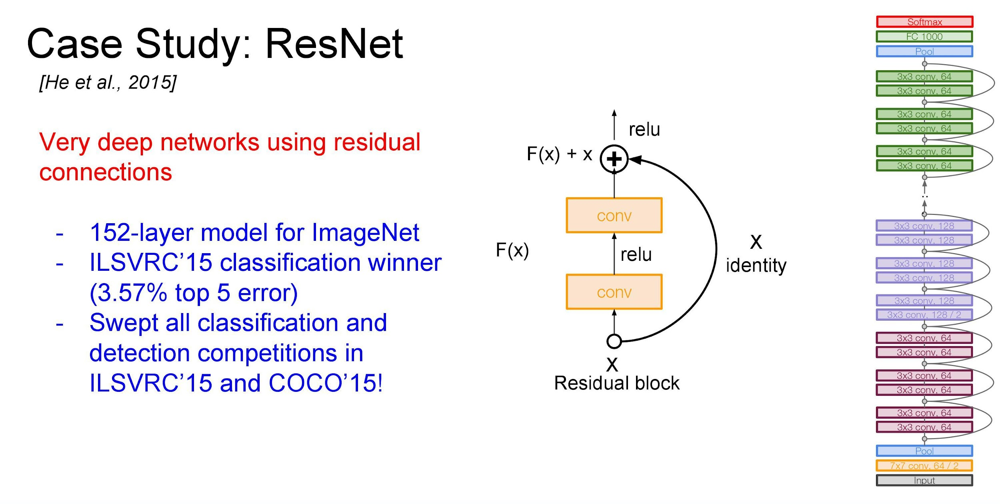 Case Study: ResNet
[He et al., 2015]
Very deep networks using residual
connections
- 152-layer model for ImageNet
- ILSVRC’15 classification winner
(3.57% top 5 error)
- Swept all classification and
detection competitions in
ILSVRC’15 and COCO’15!
relu
F(x) + x
+
conv
F(x)
relu
X
identity
conv
X
Residual block
Softmax
FC 1000
Pool
3x3 conv, 64
3x3 conv, 64
3x3 conv, 64
3x3 conv, 64
3x3 conv, 64
3x3 conv, 64
..
3x3 conv, 128
3x3 conv, 128
3x3 conv, 128
3x3 conv, 128
3x3 conv, 128
3x3 conv, 128 / 2
3x3 conv, 64
3x3 conv, 64
3x3 conv, 64
3x3 conv, 64
3x3 conv, 64
3x3 conv, 64
Pool
7x7 conv, 64 / 2
Input